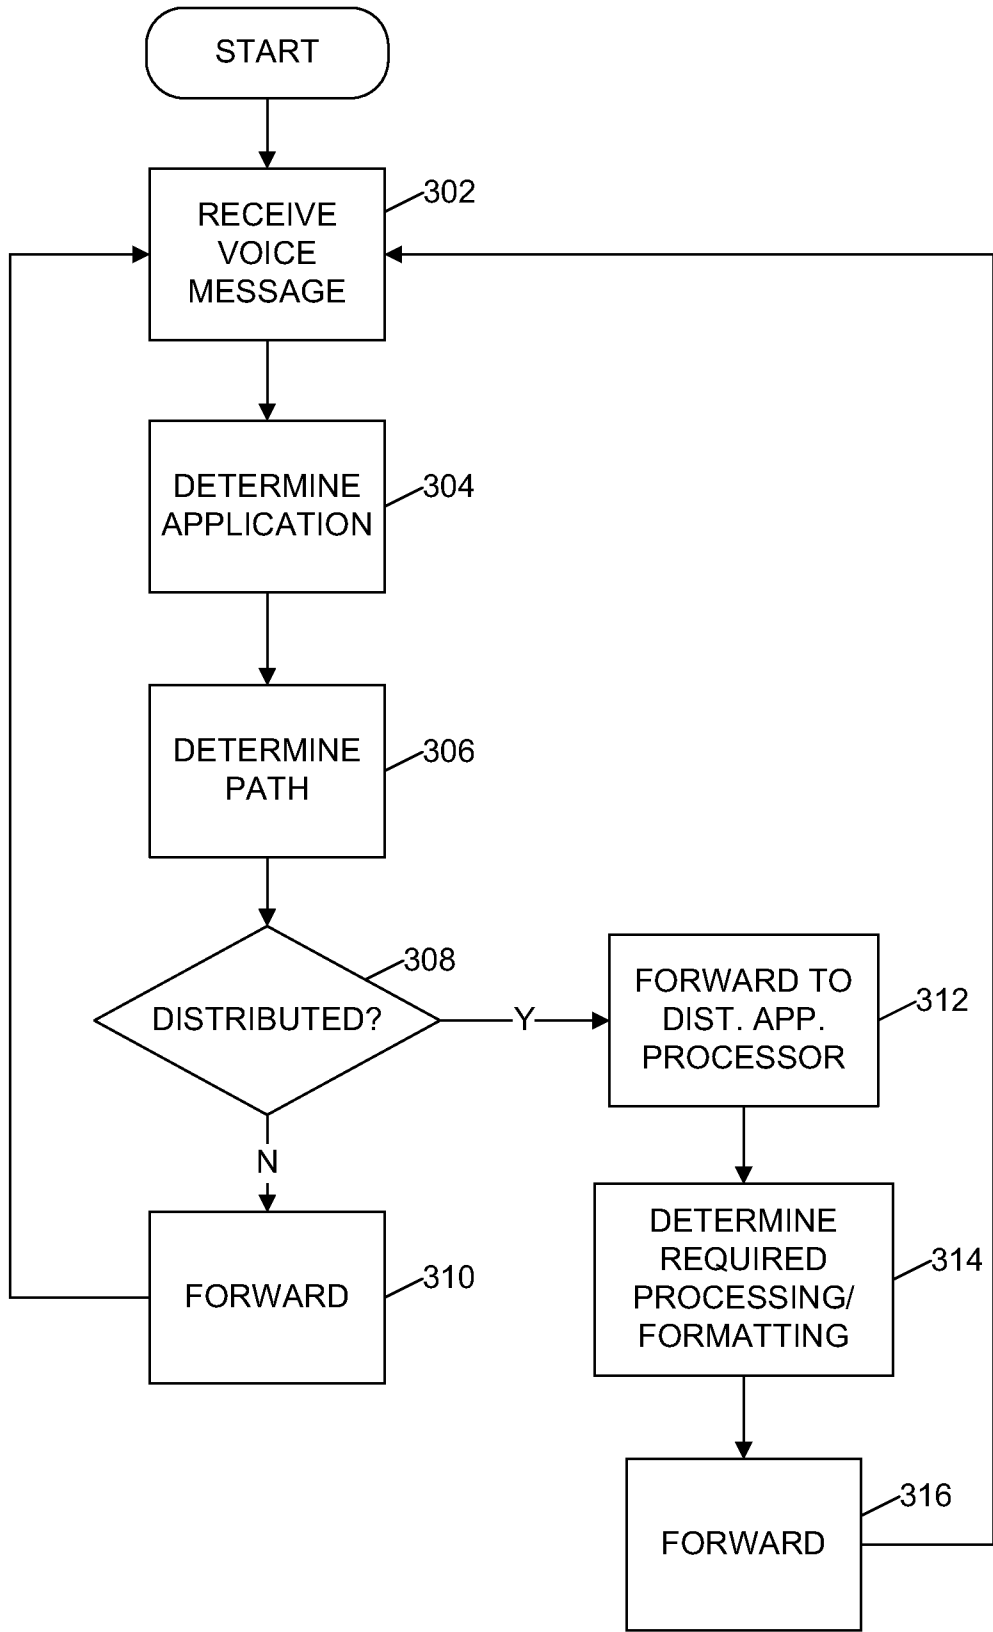 START
RECEIVE
VOICE
MESSAGE
302
DETERMINE
APPLICATION
304
DETERMINE
PATH
306
DISTRIBUTED?
308
Y
N
FORWARD
310
FORWARD TO
DIST. APP.
PROCESSOR
312
DETERMINE
REQUIRED
PROCESSING/
FORMATTING
314
FORWARD
316